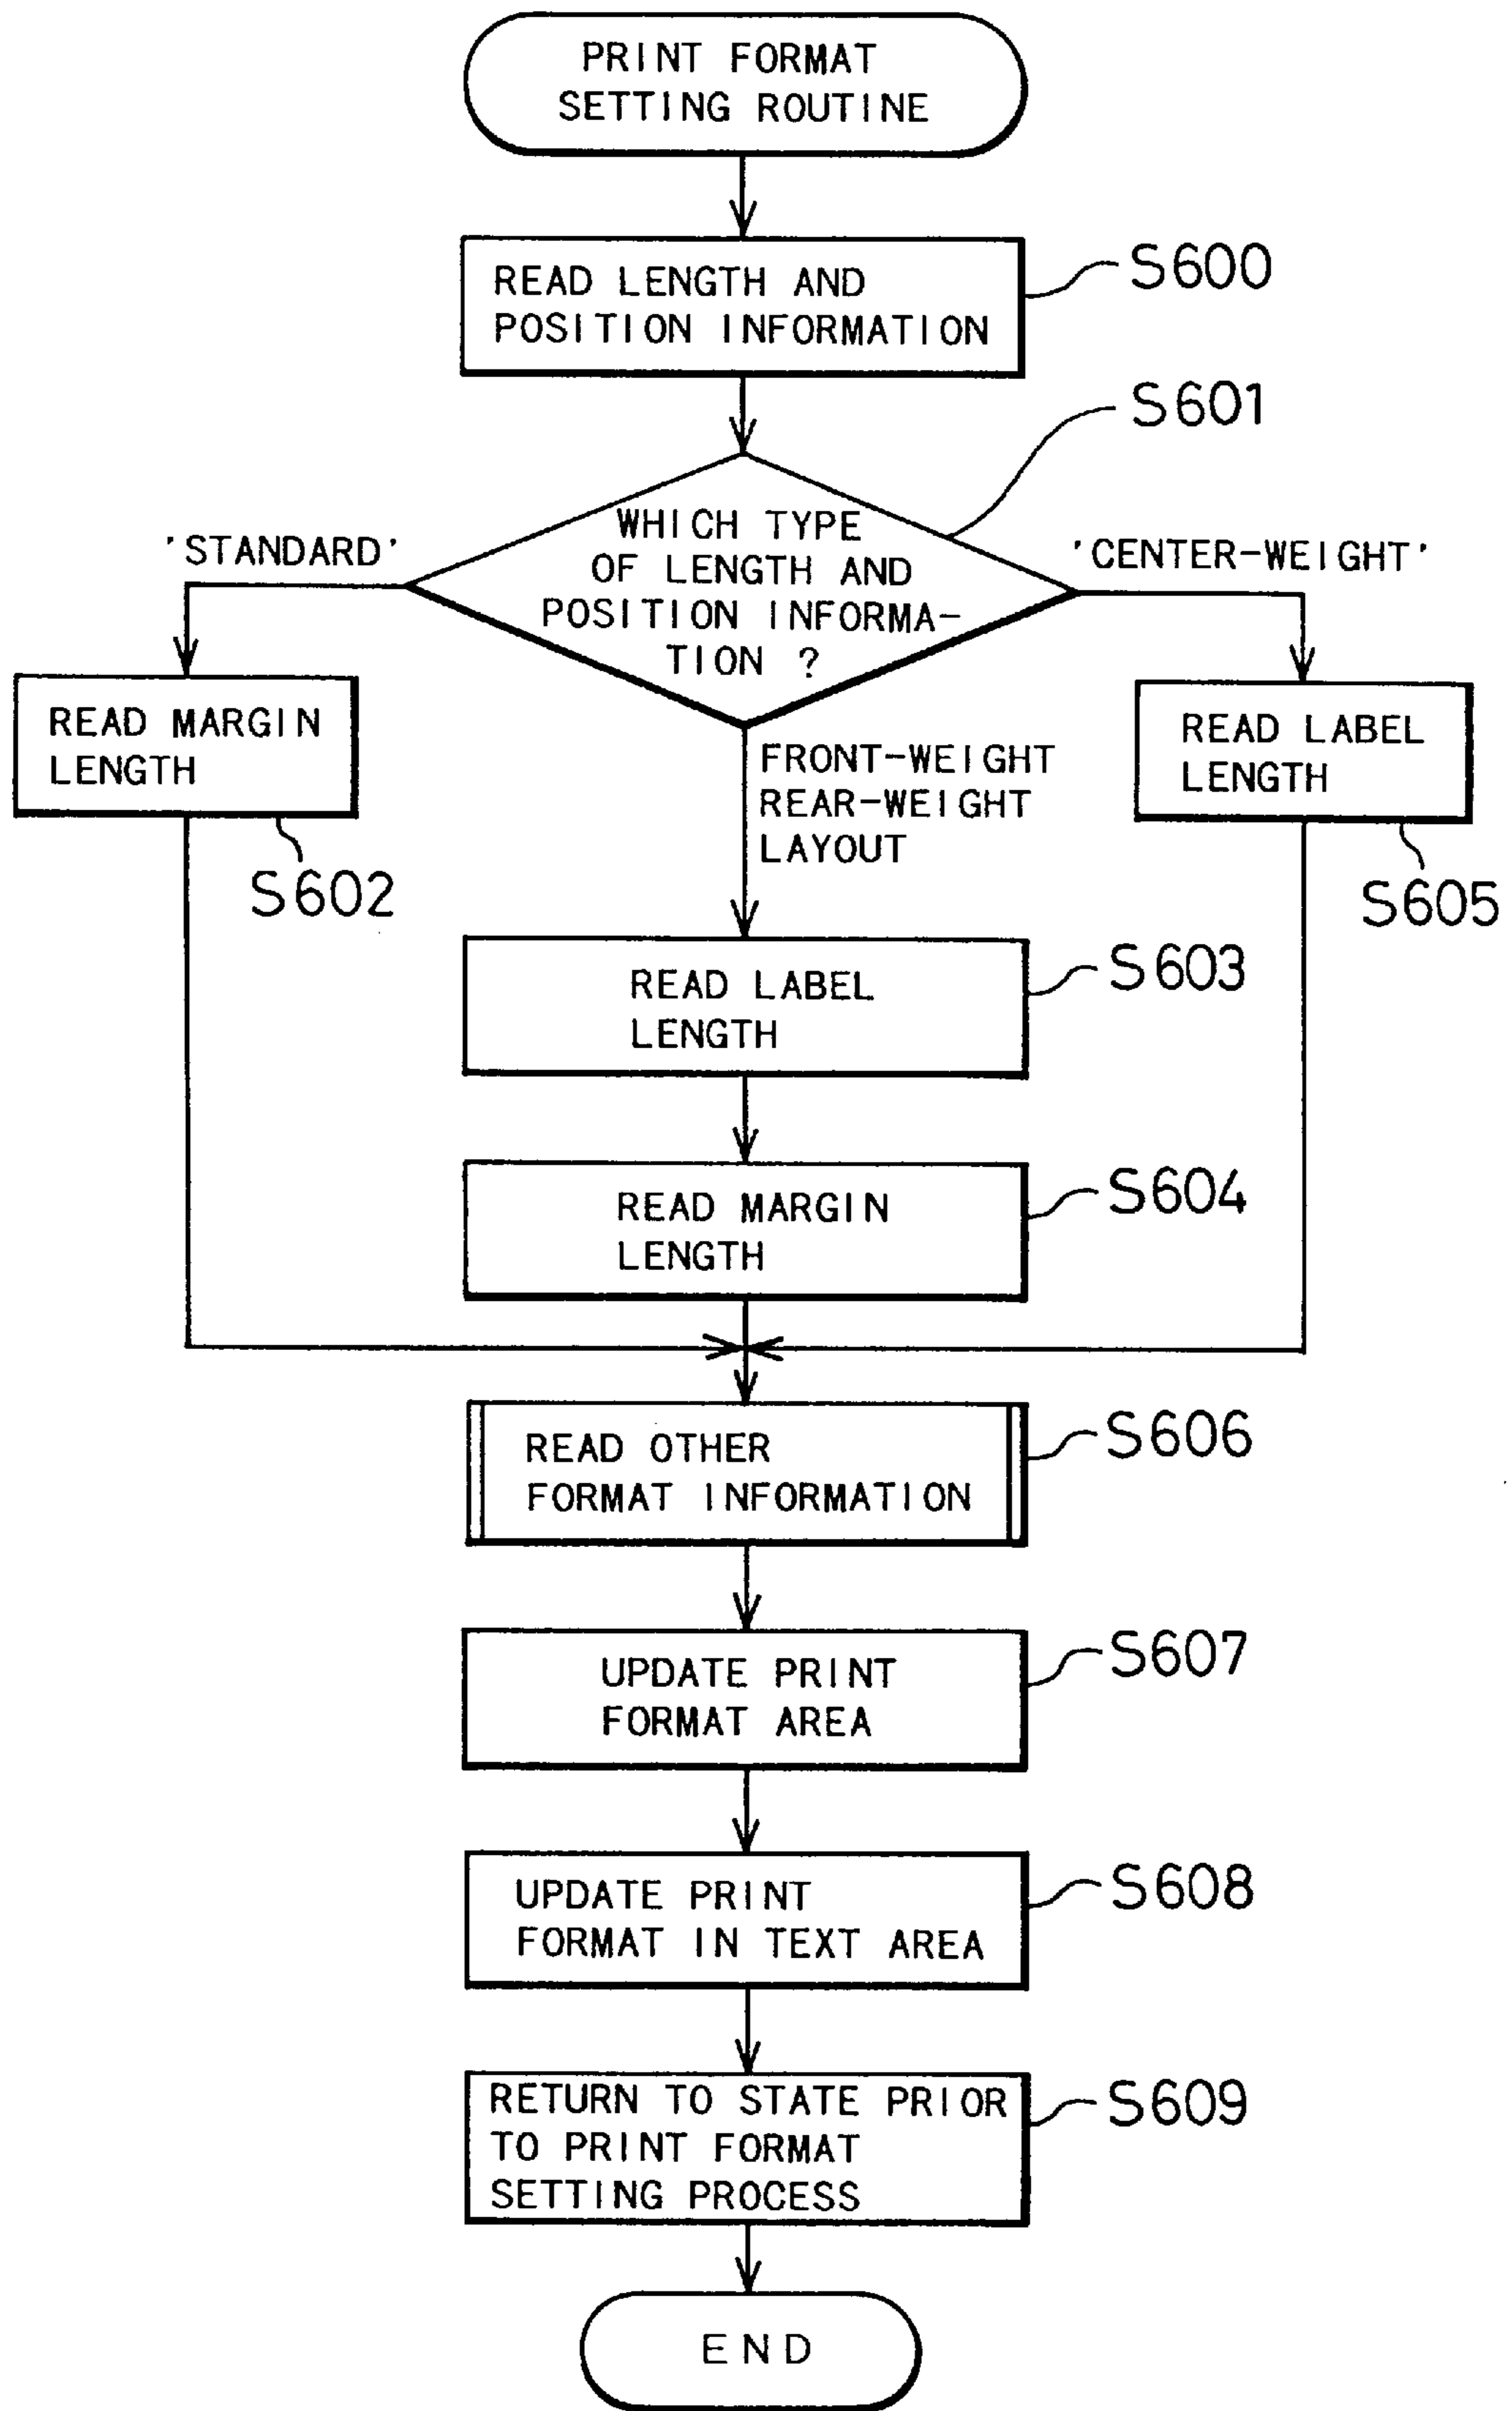 PRINT FORMAT
SETTING ROUTINE
READ LENGTH AND
POSITION INFORMATION
S600
S601
WHICH TYPE
OF LENGTH AND
POSITION INFORMA-
TION ?
'STANDARD'
'CENTER-WEIGHT'
READ MARGIN
LENGTH
S602
FRONT-WEIGHT
REAR-WEIGHT
LAYOUT
READ LABEL
LENGTH
S605
READ LABEL
LENGTH
S603
READ MARGIN
LENGTH
S604
READ OTHER
FORMAT INFORMATION
S606
UPDATE PRINT
FORMAT AREA
S607
UPDATE PRINT
FORMAT IN TEXT AREA
S608
RETURN TO STATE PRIOR
TO PRINT FORMAT
SETTING PROCESS
S609
END